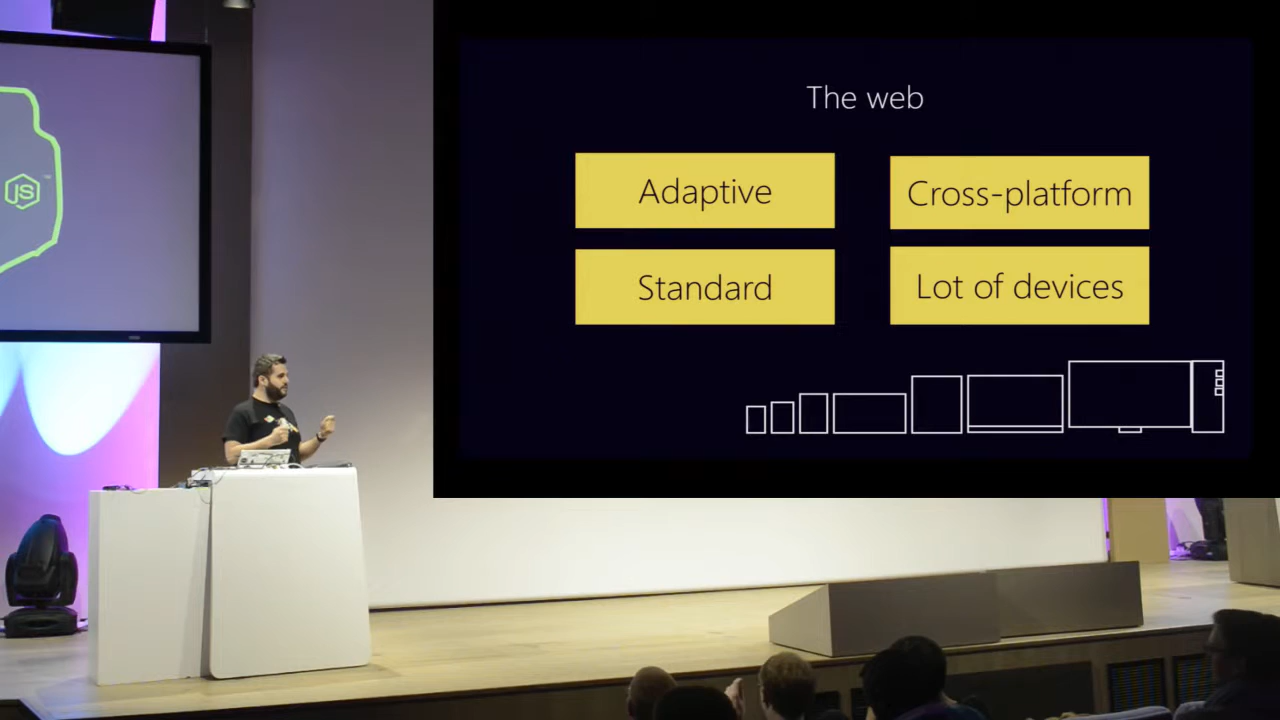 The web
Adaptive
Cross-platform
Standard
Lot of devices
JS